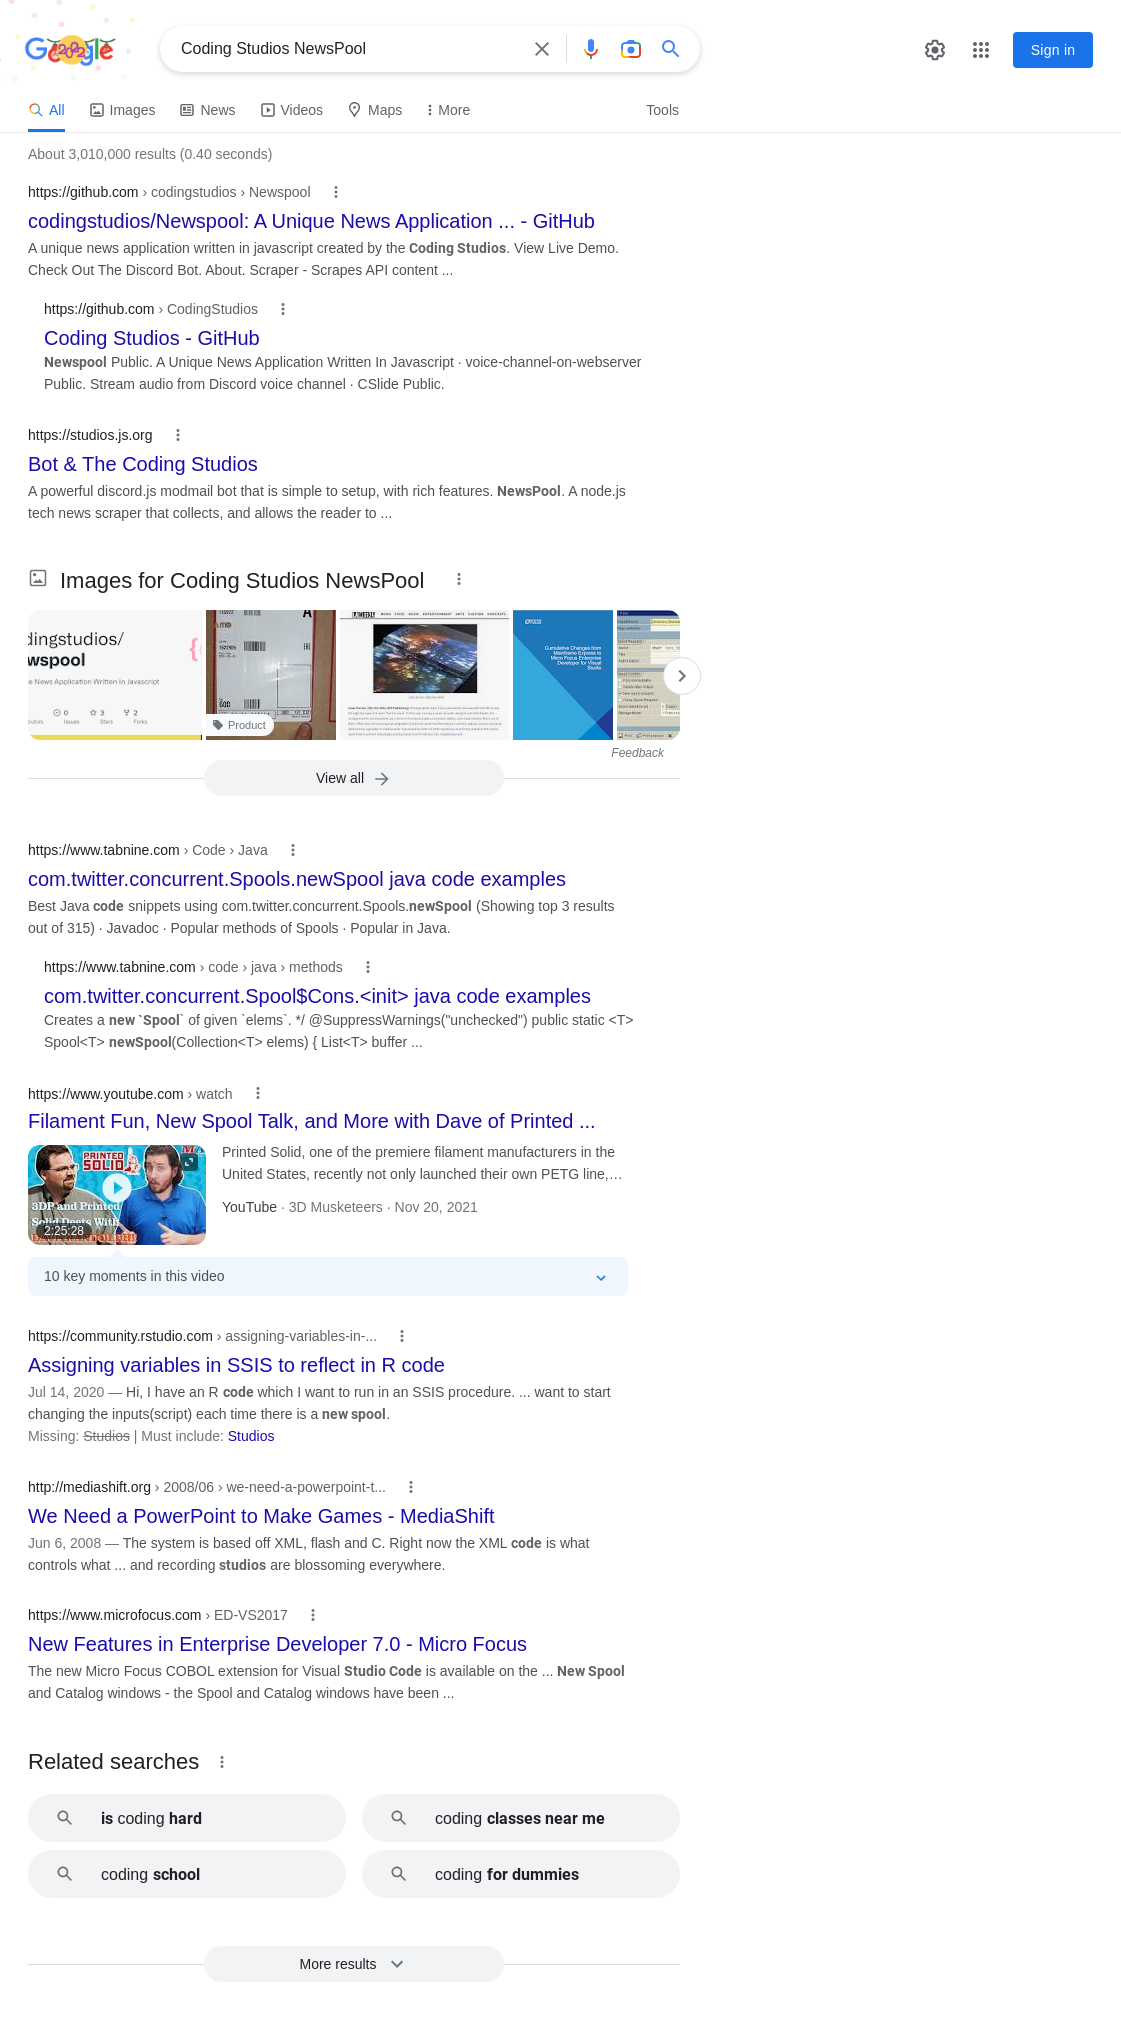 Google
Coding Studios NewsPool
Sign in
All
Images
News
Videos
Maps
More
Tools
About 3,010,000 results (0.40 seconds)
https://github.com › codingstudios › Newspool
codingstudios/Newspool: A Unique News Application ... - GitHub
A unique news application written in javascript created by the Coding Studios. View Live Demo.
Check Out The Discord Bot. About. Scraper - Scrapes API content ...
https://github.com › CodingStudios
Coding Studios - GitHub
Newspool Public. A Unique News Application Written In Javascript · voice-channel-on-webserver
Public. Stream audio from Discord voice channel · CSlide Public.
https://studios.js.org
Bot & The Coding Studios
A powerful discord.js modmail bot that is simple to setup, with rich features. NewsPool. A node.js
tech news scraper that collects, and allows the reader to ...
Images for Coding Studios NewsPool
dingstudios/
wspool
e News Application Written In Javascript
0
Issues
3
Stars
2
Forks
Product
Cumulative Changes from
Mainframe Express to
Micro Focus Enterprise
Developer for Visual
Studio
Feedback
View all
https://www.tabnine.com › Code › Java
com.twitter.concurrent.Spools.newSpool java code examples
Best Java code snippets using com.twitter.concurrent.Spools.newSpool (Showing top 3 results
out of 315) · Javadoc · Popular methods of Spools · Popular in Java.
https://www.tabnine.com › code › java › methods
com.twitter.concurrent.Spool$Cons.<init> java code examples
Creates a new `Spool` of given `elems`. */ @SuppressWarnings("unchecked") public static <T>
Spool<T> newSpool(Collection<T> elems) { List<T> buffer ...
https://www.youtube.com › watch
Filament Fun, New Spool Talk, and More with Dave of Printed ...
PRINTED
SOLID
3DP and Printed
Solid Deets With
2:25:28
Printed Solid, one of the premiere filament manufacturers in the
United States, recently not only launched their own PETG line,...
YouTube · 3D Musketeers · Nov 20, 2021
10 key moments in this video
https://community.rstudio.com › assigning-variables-in-...
Assigning variables in SSIS to reflect in R code
Jul 14, 2020 — Hi, I have an R code which I want to run in an SSIS procedure. ... want to start
changing the inputs(script) each time there is a new spool.
Missing: Studios | Must include: Studios
http://mediashift.org › 2008/06 › we-need-a-powerpoint-t...
We Need a PowerPoint to Make Games - MediaShift
Jun 6, 2008 — The system is based off XML, flash and C. Right now the XML code is what
controls what ... and recording studios are blossoming everywhere.
https://www.microfocus.com › ED-VS2017
New Features in Enterprise Developer 7.0 - Micro Focus
The new Micro Focus COBOL extension for Visual Studio Code is available on the ... New Spool
and Catalog windows - the Spool and Catalog windows have been ...
Related searches
is coding hard
coding classes near me
coding school
coding for dummies
More results